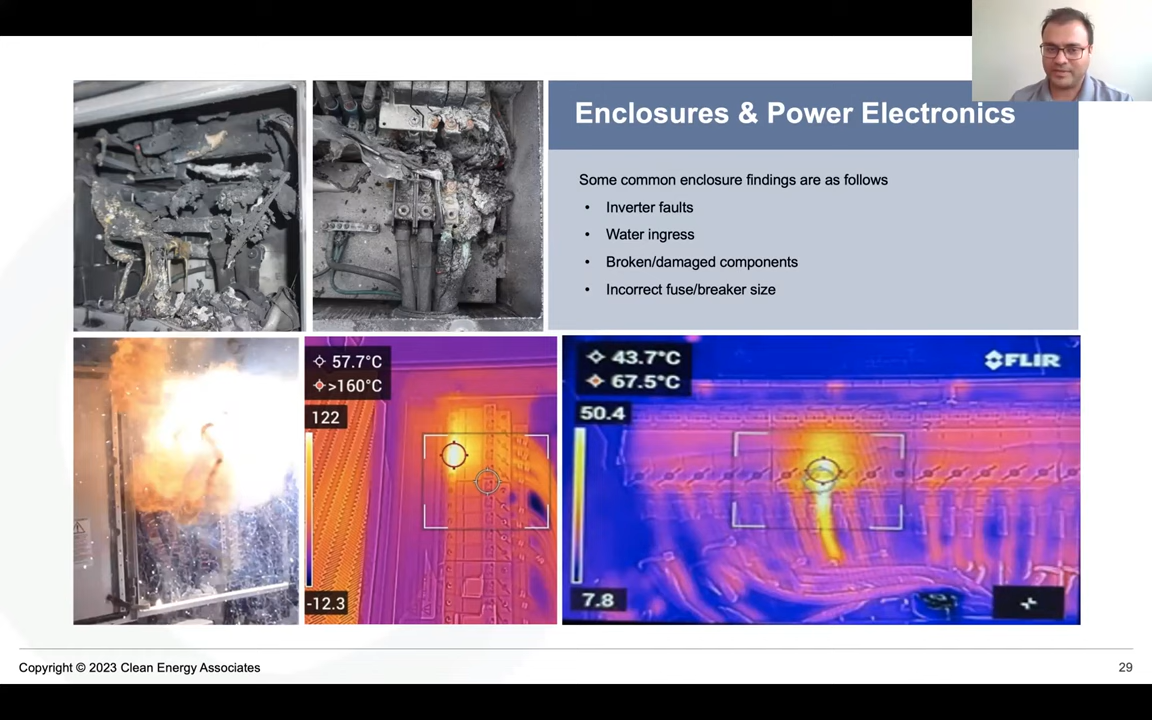 Enclosures & Power Electronics
Some common enclosure findings are as follows
• Inverter faults
• Water ingress
• Broken/damaged components
• Incorrect fuse/breaker size
57.7°C
>160°C
122
-12.3
43.7°C
67.5°C
FLIR
50.4
7.8
Copyright © 2023 Clean Energy Associates
29